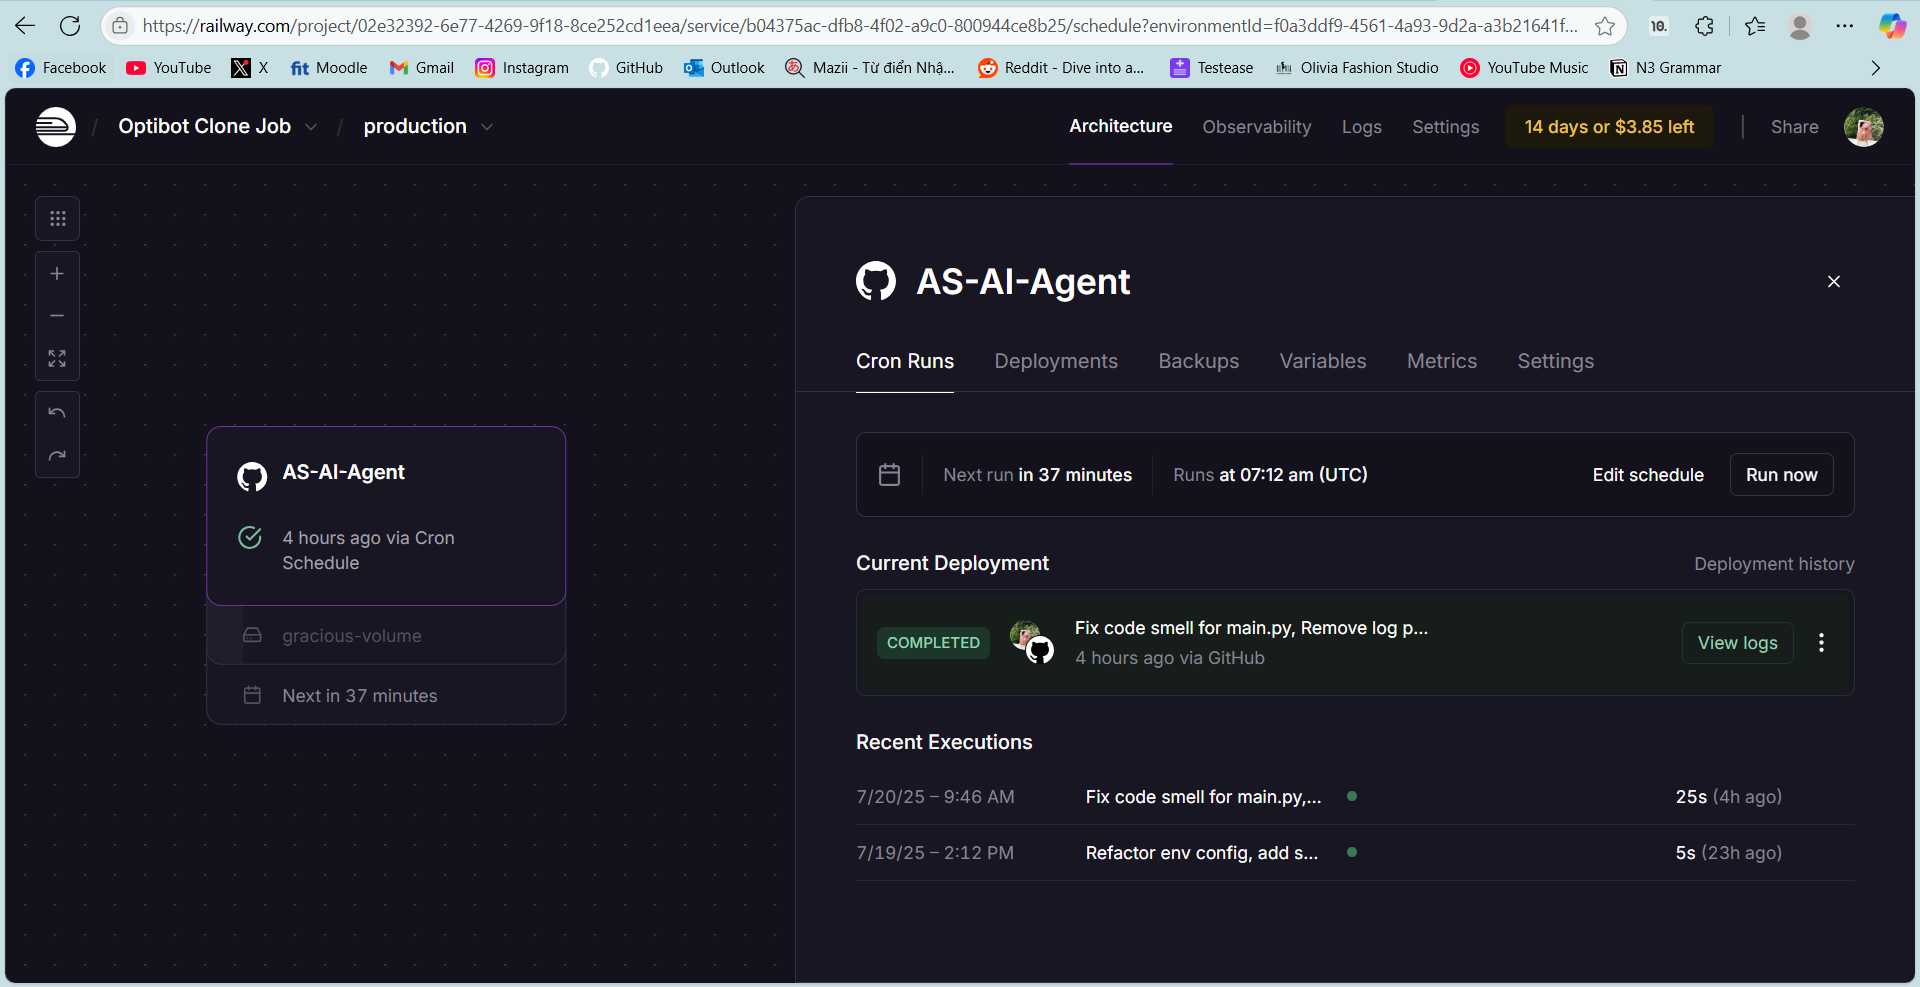 https://railway.com/project/02e32392-6e77-4269-9f18-8ce252cd1eea/service/b04375ac-dfb8-4f02-a9c0-800944ce8b25/schedule?environmentId=f0a3ddf9-4561-4a93-9d2a-a3b21641f...
10.
Facebook
YouTube
X
fit Moodle
Gmail
Instagram
GitHub
Outlook
Mazii - Từ điển Nhậ...
Reddit - Dive into a...
Testease
Olivia Fashion Studio
YouTube Music
N3 Grammar
/ Optibot Clone Job / production
Architecture
Observability
Logs
Settings
14 days or $3.85 left
Share
AS-AI-Agent
4 hours ago via Cron
Schedule
gracious-volume
Next in 37 minutes
AS-AI-Agent
Cron Runs
Deployments
Backups
Variables
Metrics
Settings
Next run in 37 minutes
Runs at 07:12 am (UTC)
Edit schedule
Run now
Current Deployment
Deployment history
COMPLETED
Fix code smell for main.py, Remove log p...
4 hours ago via GitHub
View logs
Recent Executions
7/20/25 – 9:46 AM
Fix code smell for main.py,...
25s (4h ago)
7/19/25 – 2:12 PM
Refactor env config, add s...
5s (23h ago)